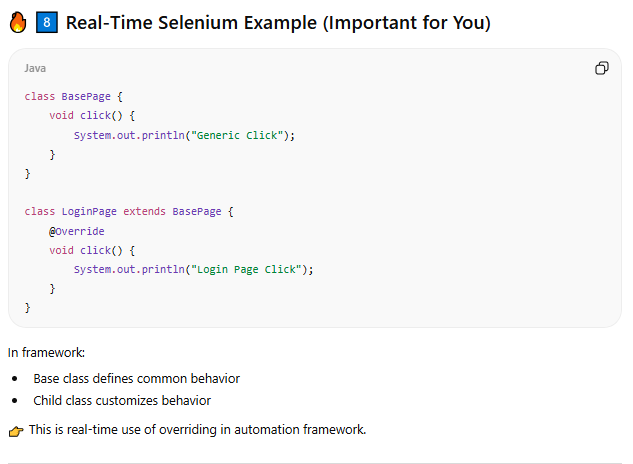 🔥 8 Real-Time Selenium Example (Important for You)
Java
class BasePage {
    void click() {
        System.out.println("Generic Click");
    }
}
class LoginPage extends BasePage {
    @Override
    void click() {
        System.out.println("Login Page Click");
    }
}
In framework:
• Base class defines common behavior
• Child class customizes behavior
👉 This is real-time use of overriding in automation framework.